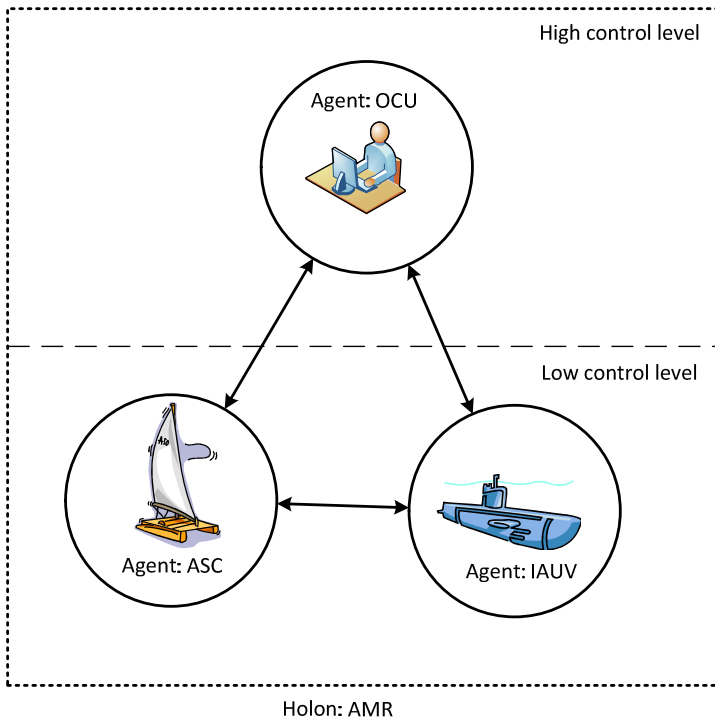 High control level
Agent: OCU
Low control level
Agent: ASC
Agent: IAUV
Holon: AMR